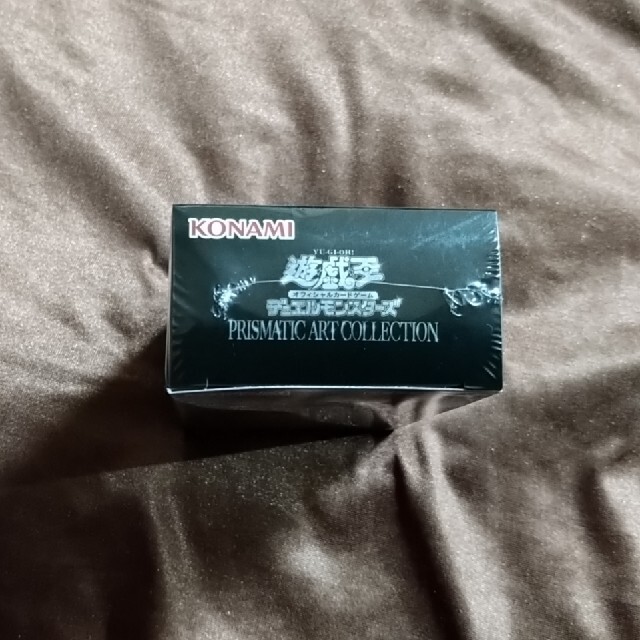 KONAMI
YU-GI-OH!
遊戯王
オフィシャルカードゲーム
デュエルモンスターズ
PRISMATIC ART COLLECTION